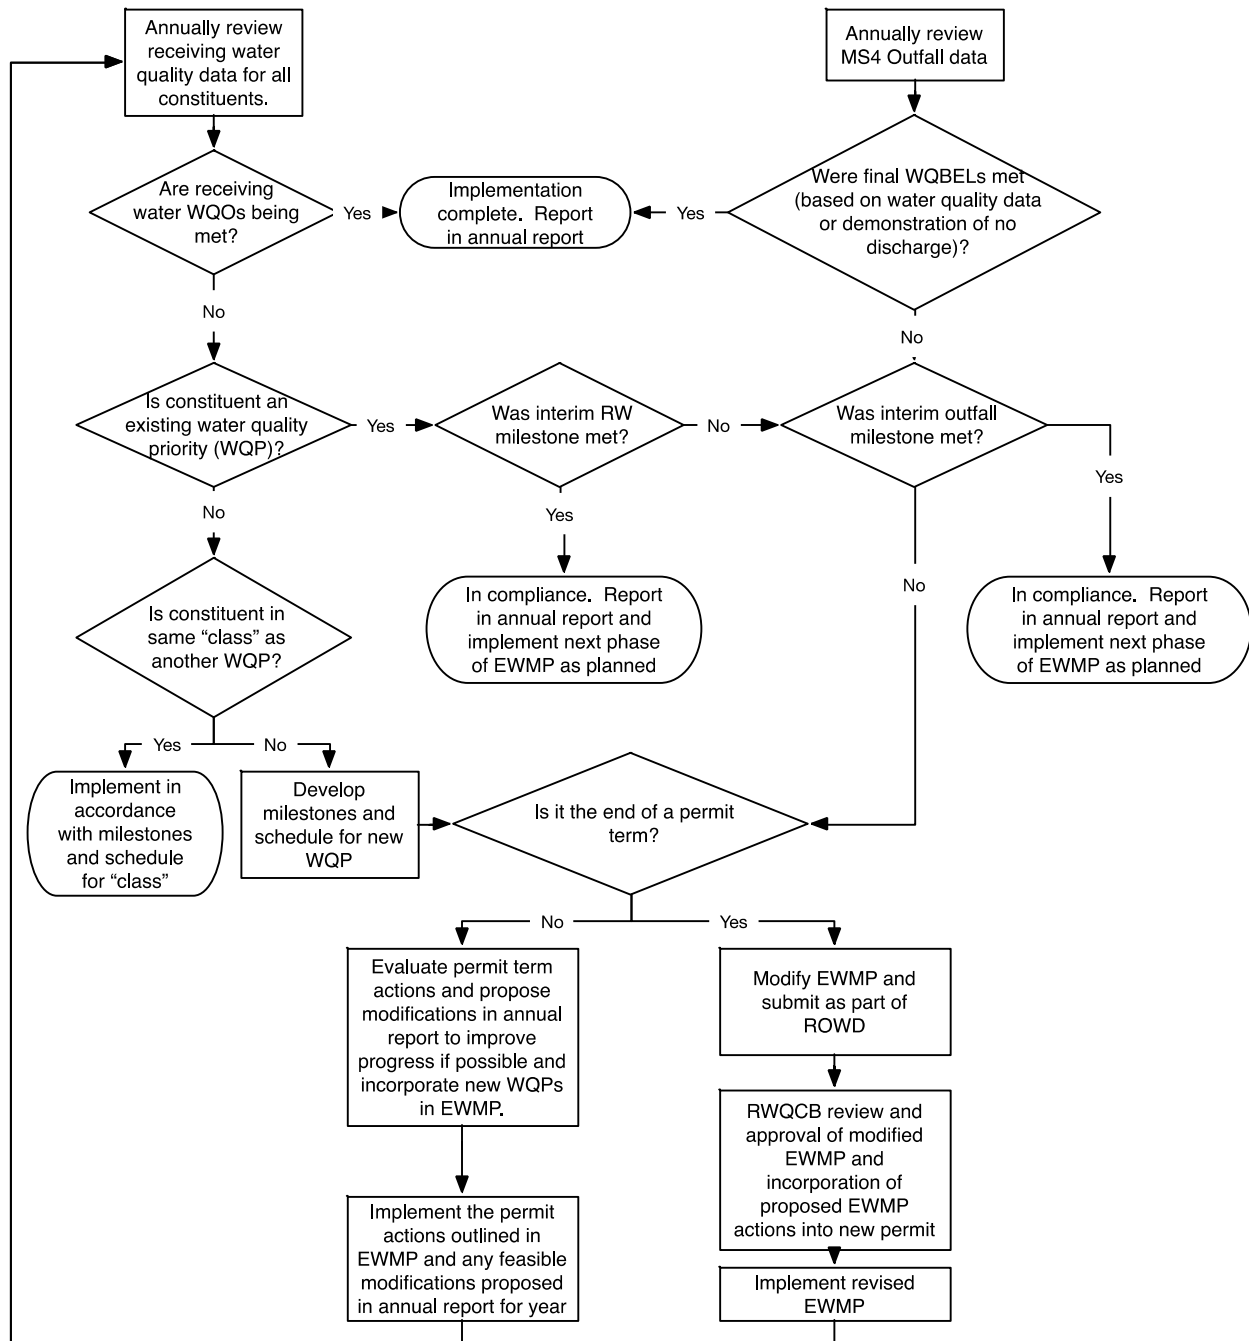 Annually review
receiving water
quality data for all
constituents.
Annually review
MS4 Outfall data
Are receiving
water WQOs being
met?
Yes
Implementation
complete.  Report
in annual report
Yes
Were final WQBELs met
(based on water quality data
or demonstration of no
discharge)?
No
No
Is constituent an
existing water quality
priority (WQP)?
Yes
Was interim RW
milestone met?
No
Was interim outfall
milestone met?
Yes
No
Yes
No
Is constituent in
same “class” as
another WQP?
In compliance.  Report
in annual report and
implement next phase
of EWMP as planned
In compliance.  Report
in annual report and
implement next phase
of EWMP as planned
Yes
No
Implement in
accordance
with milestones
and schedule
for “class”
Develop
milestones and
schedule for new
WQP
Is it the end of a permit
term?
No
Yes
Evaluate permit term
actions and propose
modifications in annual
report to improve
progress if possible and
incorporate new WQPs
in EWMP.
Modify EWMP and
submit as part of
ROWD
RWQCB review and
approval of modified
EWMP and
incorporation of
proposed EWMP
actions into new permit
Implement the permit
actions outlined in
EWMP and any feasible
modifications proposed
in annual report for year
Implement revised
EWMP